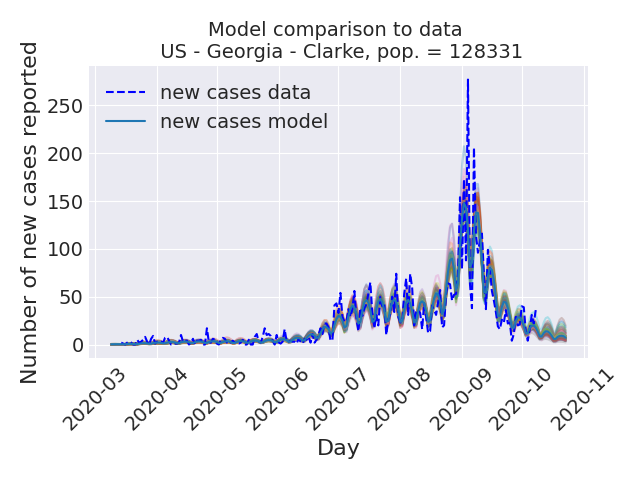 Model comparison to data
US - Georgia - Clarke, pop. = 128331
Number of new cases reported
250
200
150
100
50
0
new cases data
new cases model
2020-03
2020-04
2020-05
2020-06
2020-07
2020-08
2020-09
2020-10
2020-11
Day